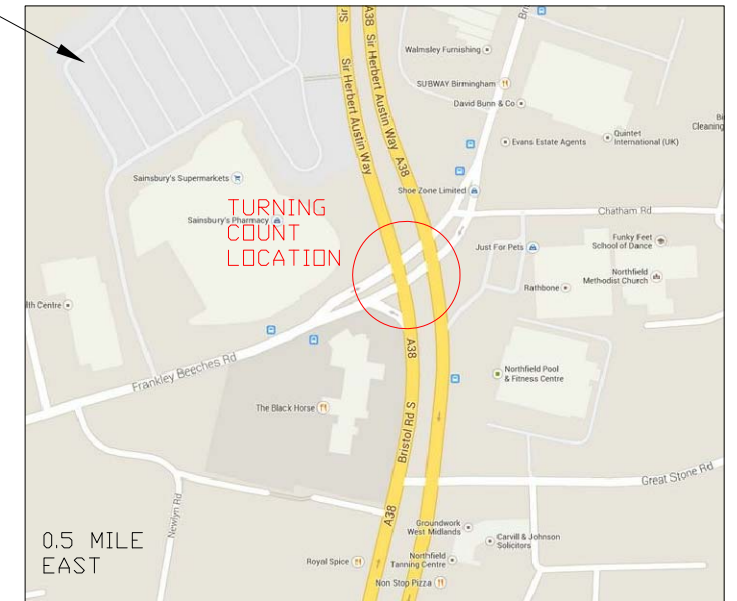 Sir
A38
Sir Herbert Austin Way
Sir Herbert Austin Way
A38
Walmsley Furnishing
SUBWAY Birmingham
David Bunn & Co
Evans Estate Agents
Quintet
International (UK)
Cleaning
Sainsbury's Supermarkets
Sainsbury's Pharmacy
Shoe Zone Limited
Chatham Rd
TURNING
COUNT
LOCATION
Just For Pets
Funky Feet
School of Dance
Northfield
Methodist Church
Rathbone
lth Centre
A38
Frankley Beeches Rd
Northfield Pool
& Fitness Centre
The Black Horse
Bristol Rd S
Great Stone Rd
Newlyn Rd
A38
0.5 MILE
EAST
Groundwork
West Midlands
Carvill & Johnson
Solicitors
Royal Spice
Northfield
Tanning Centre
Non Stop Pizza